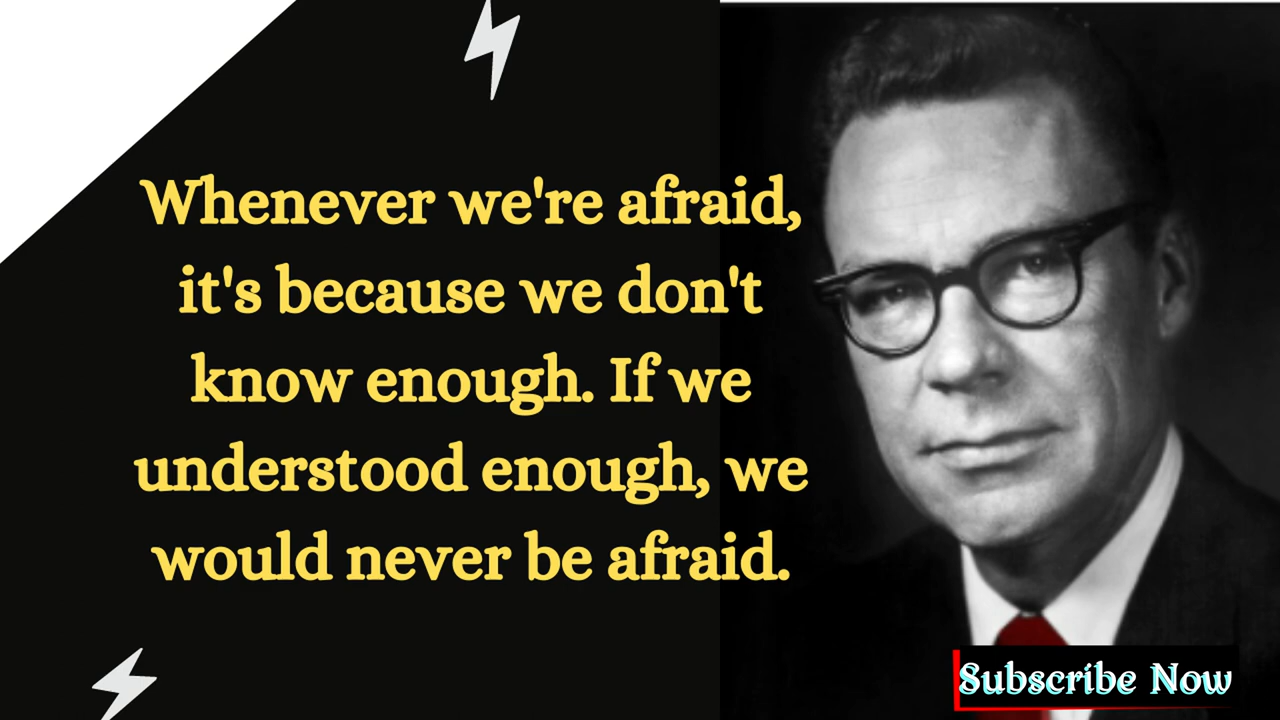 Whenever we're afraid,
it's because we don't
know enough. If we
understood enough, we
would never be afraid.
Subscribe Now